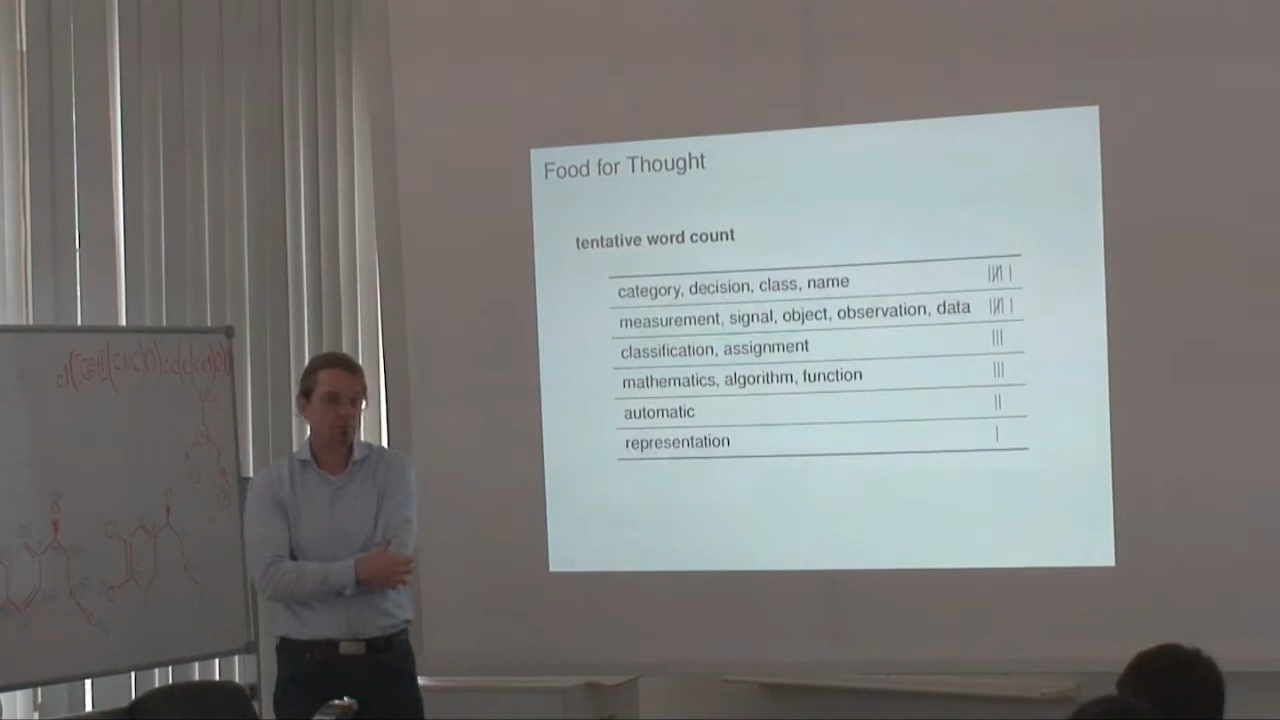 Food for Thought
tentative word count
category, decision, class, name
measurement, signal, object, observation, data
classification, assignment
mathematics, algorithm, function
automatic
representation